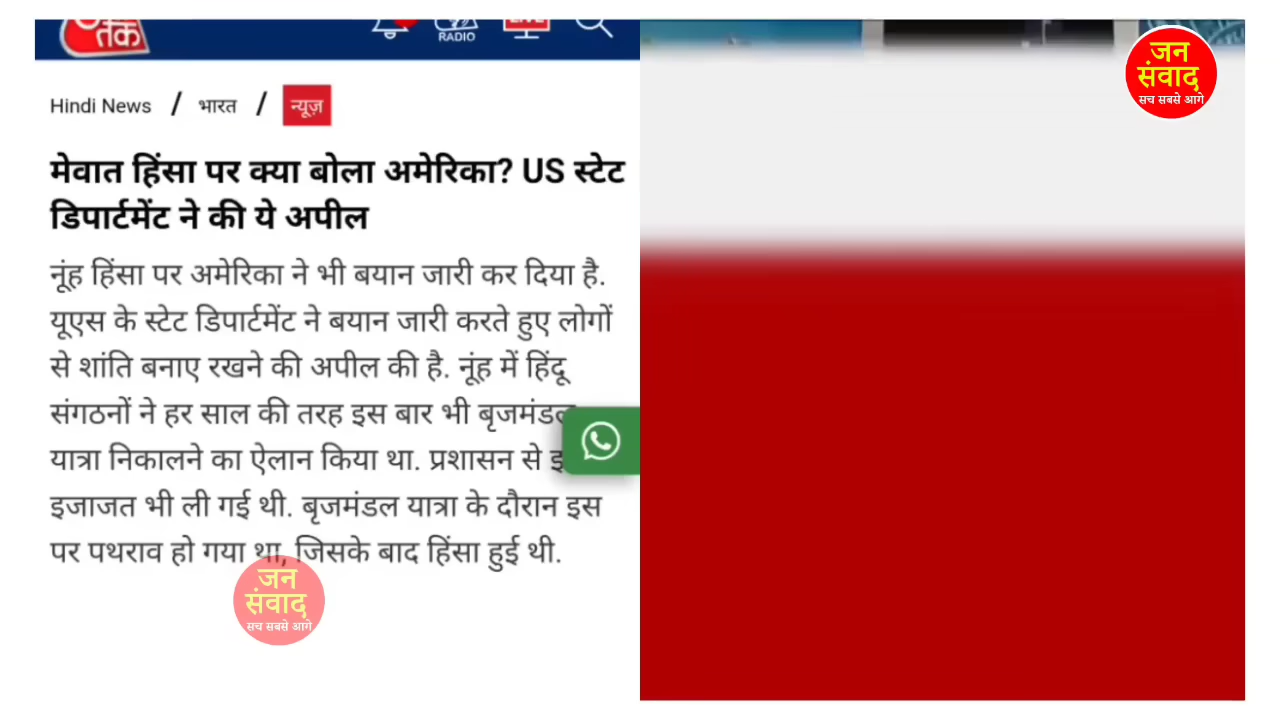 तक
RADIO
LIVE
Hindi News / भारत / न्यूज़
मेवात हिंसा पर क्या बोला अमेरिका? US स्टेट
डिपार्टमेंट ने की ये अपील
नूंह हिंसा पर अमेरिका ने भी बयान जारी कर दिया है.
यूएस के स्टेट डिपार्टमेंट ने बयान जारी करते हुए लोगों
से शांति बनाए रखने की अपील की है. नूंह में हिंदू
संगठनों ने हर साल की तरह इस बार भी बृजमंडल
यात्रा निकालने का ऐलान किया था. प्रशासन से
इजाजत भी ली गई थी. बृजमंडल यात्रा के दौरान इस
पर पथराव हो गया था, जिसके बाद हिंसा हुई थी.
जन
संवाद
सच सबसे आगे
जन
संवाद
सच सबसे आगे